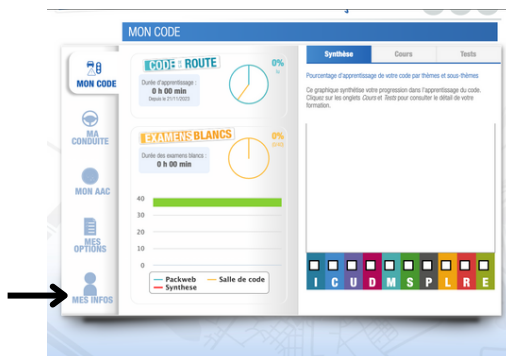 MON CODE
MON CODE
MA
CONDUITE
MON AAC
MES
OPTIONS
MES INFOS
CODE DE LA ROUTE
0%
Durée d'apprentissage :
0 h 00 min
Depuis le 21/11/2023
EXAMENS BLANCS
0%
Durée des examens blancs :
0 h 00 min
40
30
20
10
0
Packweb
Salle de code
Synthese
Synthèse
Cours
Tests
Pourcentage d'apprentissage de votre code par thèmes et sous-thèmes
Ce graphique synthétise votre progression dans l'apprentissage du code.
Cliquez sur les onglets Cours et Tests pour consulter le détail de votre
formation.
I C U D M S P L R E